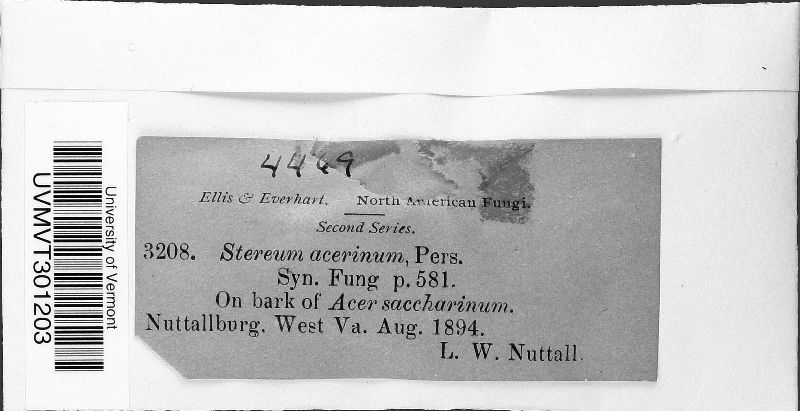 4469
Ellis & Everhart. North American Fungi.
Second Series.
3208. Stereum acerinum, Pers.
Syn. Fung p. 581.
On bark of Acer saccharinum.
Nuttallburg. West Va. Aug. 1894.
L. W. Nuttall.
University of Vermont
UVMVT301203